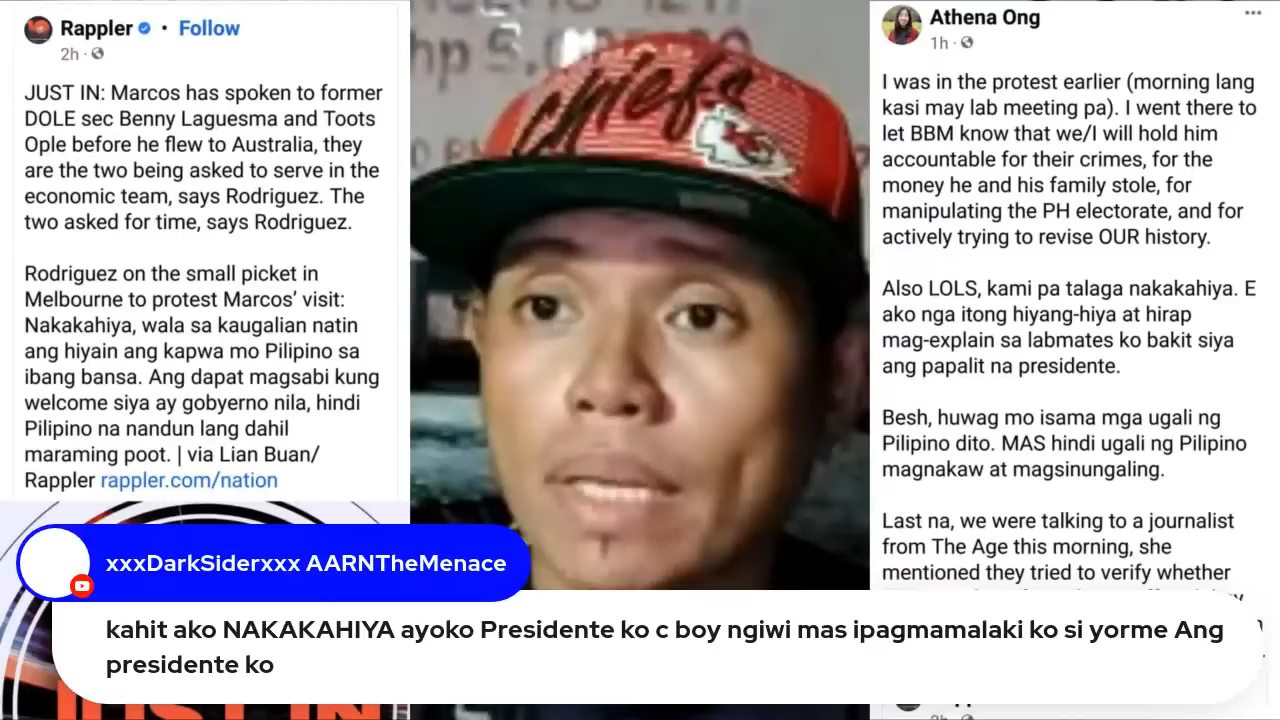 Rappler · Follow
2h ·
JUST IN: Marcos has spoken to former
DOLE sec Benny Laguesma and Toots
Ople before he flew to Australia, they
are the two being asked to serve in the
economic team, says Rodriguez. The
two asked for time, says Rodriguez.
Rodriguez on the small picket in
Melbourne to protest Marcos' visit:
Nakakahiya, wala sa kaugalian natin
ang hiyain ang kapwa mo Pilipino sa
ibang bansa. Ang dapat magsabi kung
welcome siya ay gobyerno nila, hindi
Pilipino na nandun lang dahil
maraming poot. | via Lian Buan/
Rappler rappler.com/nation
JUST IN
chiefs
KC
Athena Ong
1h ·
I was in the protest earlier (morning lang
kasi may lab meeting pa). I went there to
let BBM know that we/I will hold him
accountable for their crimes, for the
money he and his family stole, for
manipulating the PH electorate, and for
actively trying to revise OUR history.
Also LOLS, kami pa talaga nakakahiya. E
ako nga itong hiyang-hiya at hirap
mag-explain sa labmates ko bakit siya
ang papalit na presidente.
Besh, huwag mo isama mga ugali ng
Pilipino dito. MAS hindi ugali ng Pilipino
magnakaw at magsinungaling.
Last na, we were talking to a journalist
from The Age this morning, she
mentioned they tried to verify whether
xxxDarkSiderxxx AARNTheMenace
kahit ako NAKAKAHIYA ayoko Presidente ko c boy ngiwi mas ipagmamalaki ko si yorme Ang
presidente ko